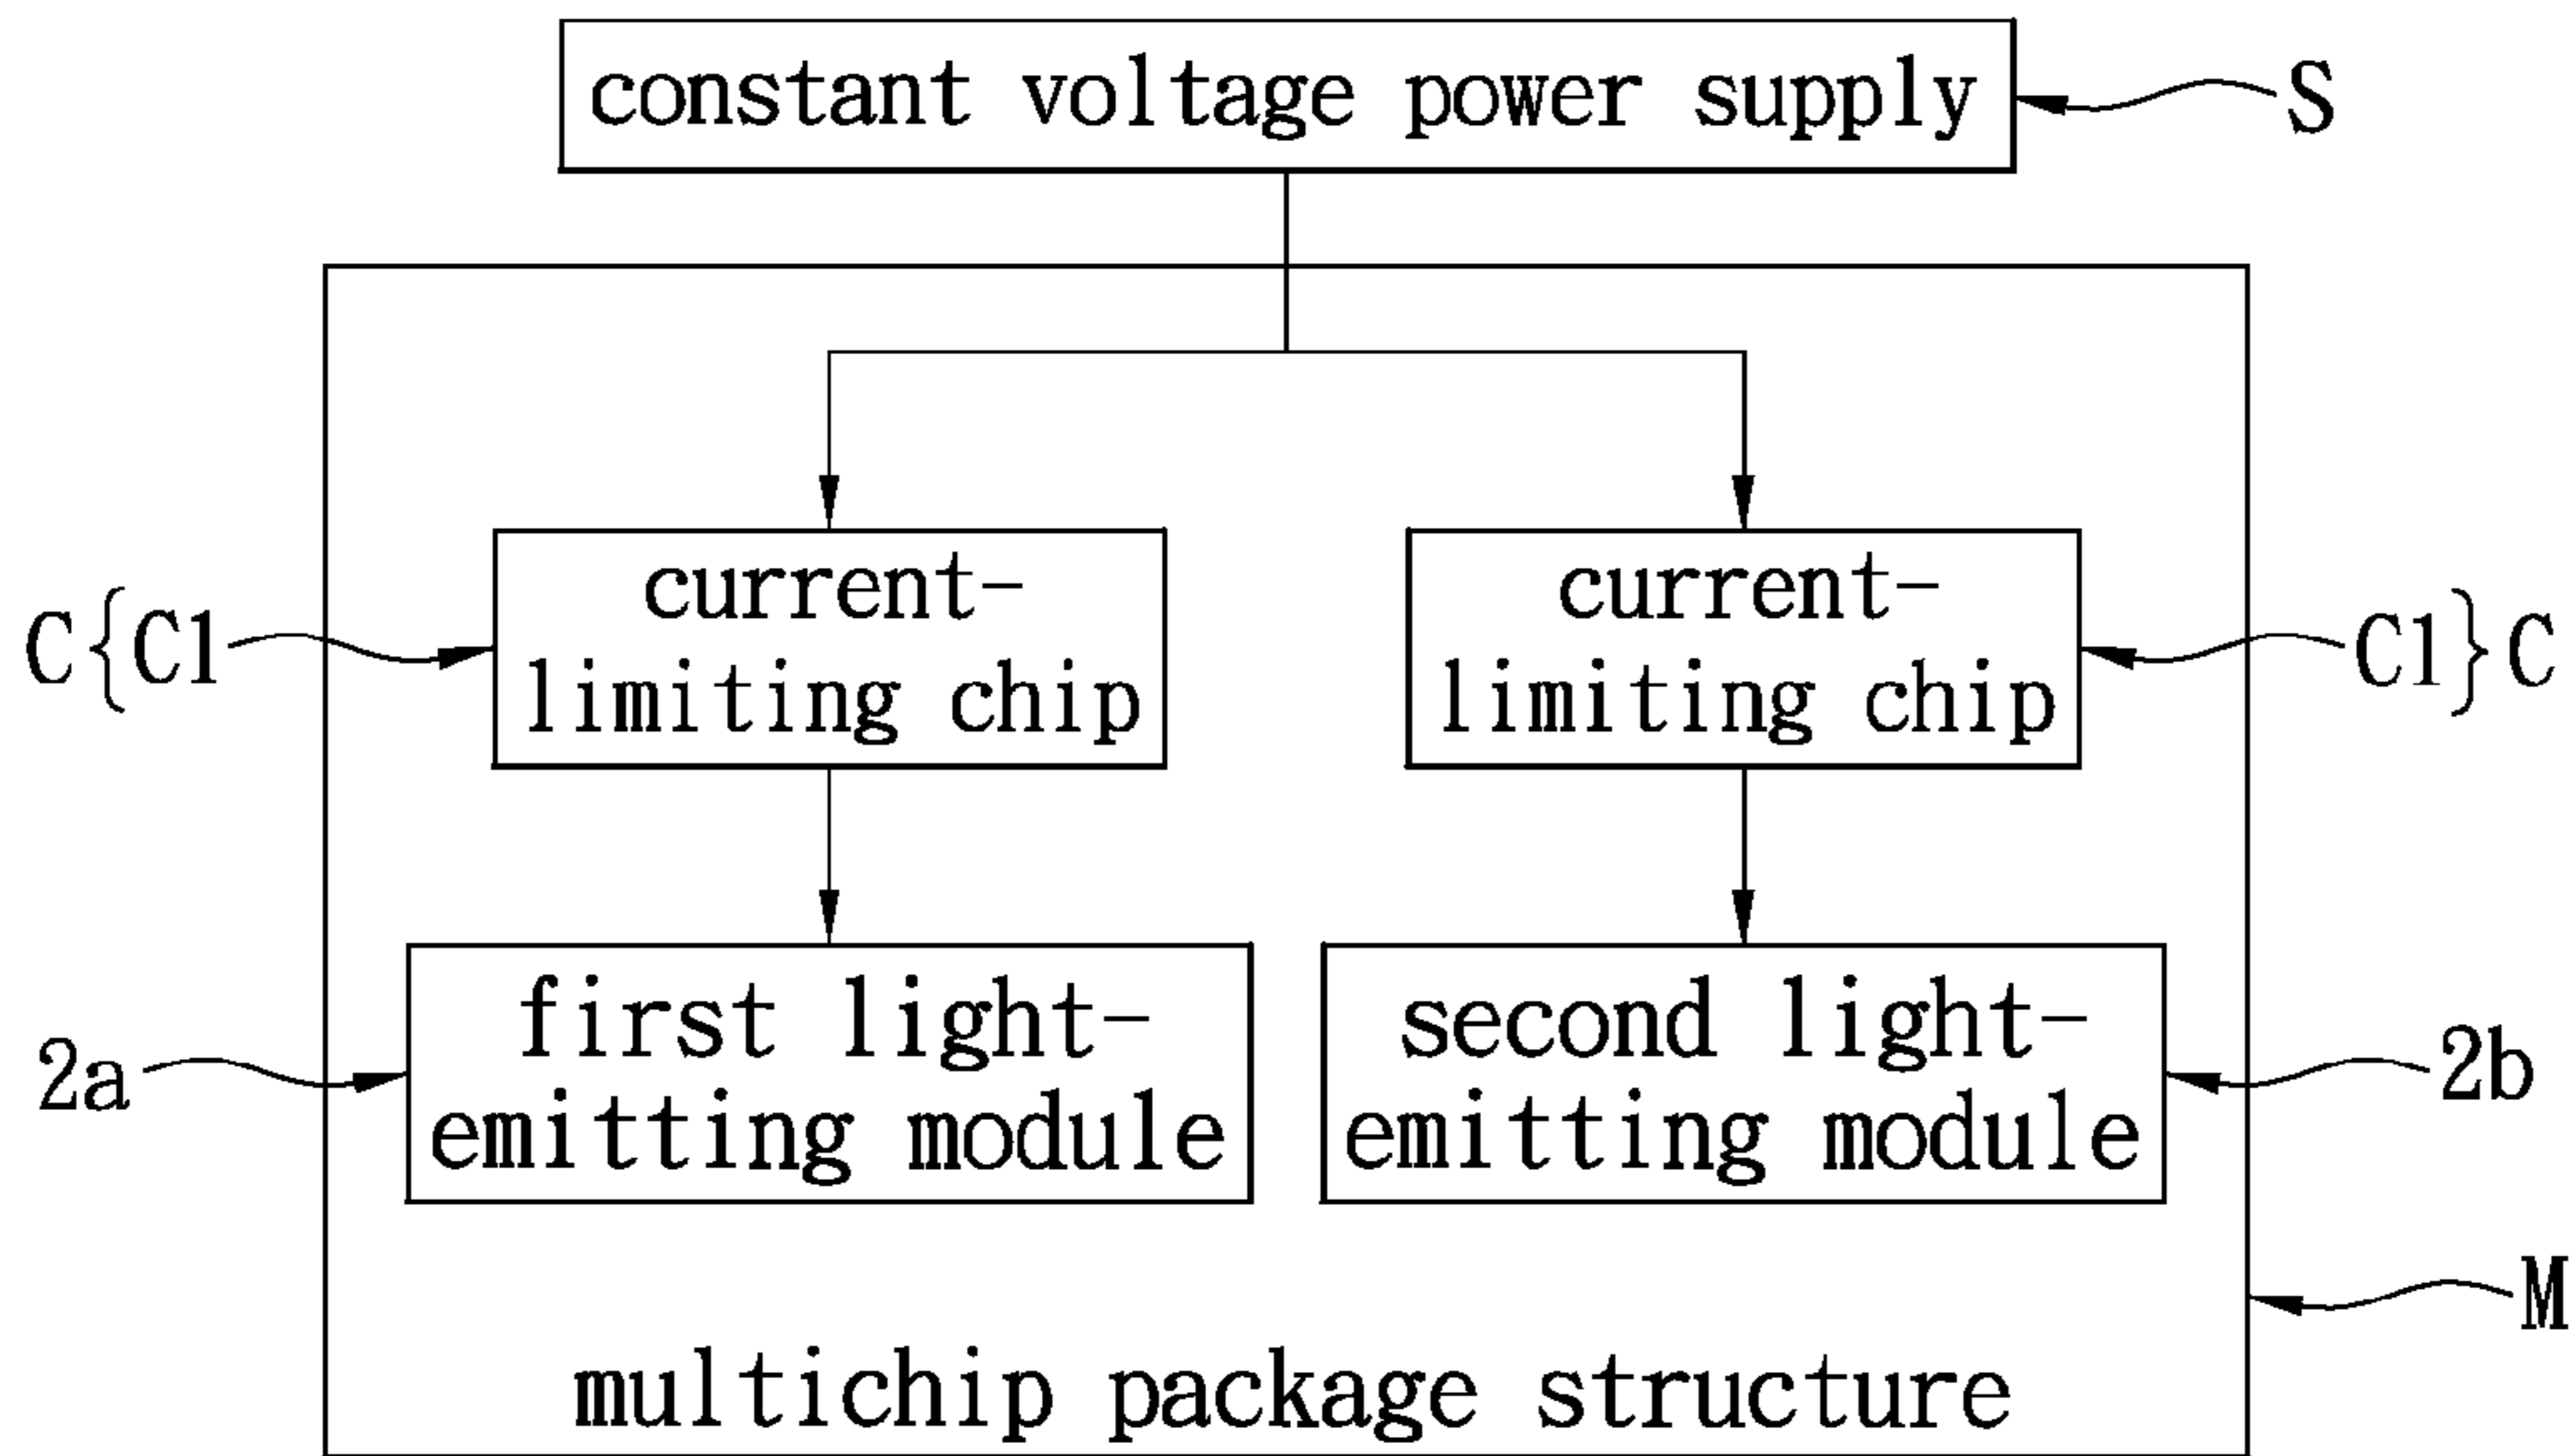 constant voltage power supply
S
current-
limiting chip
current-
limiting chip
C{C1
C1}C
first light-
emitting module
second light-
emitting module
2a
2b
M
multichip package structure